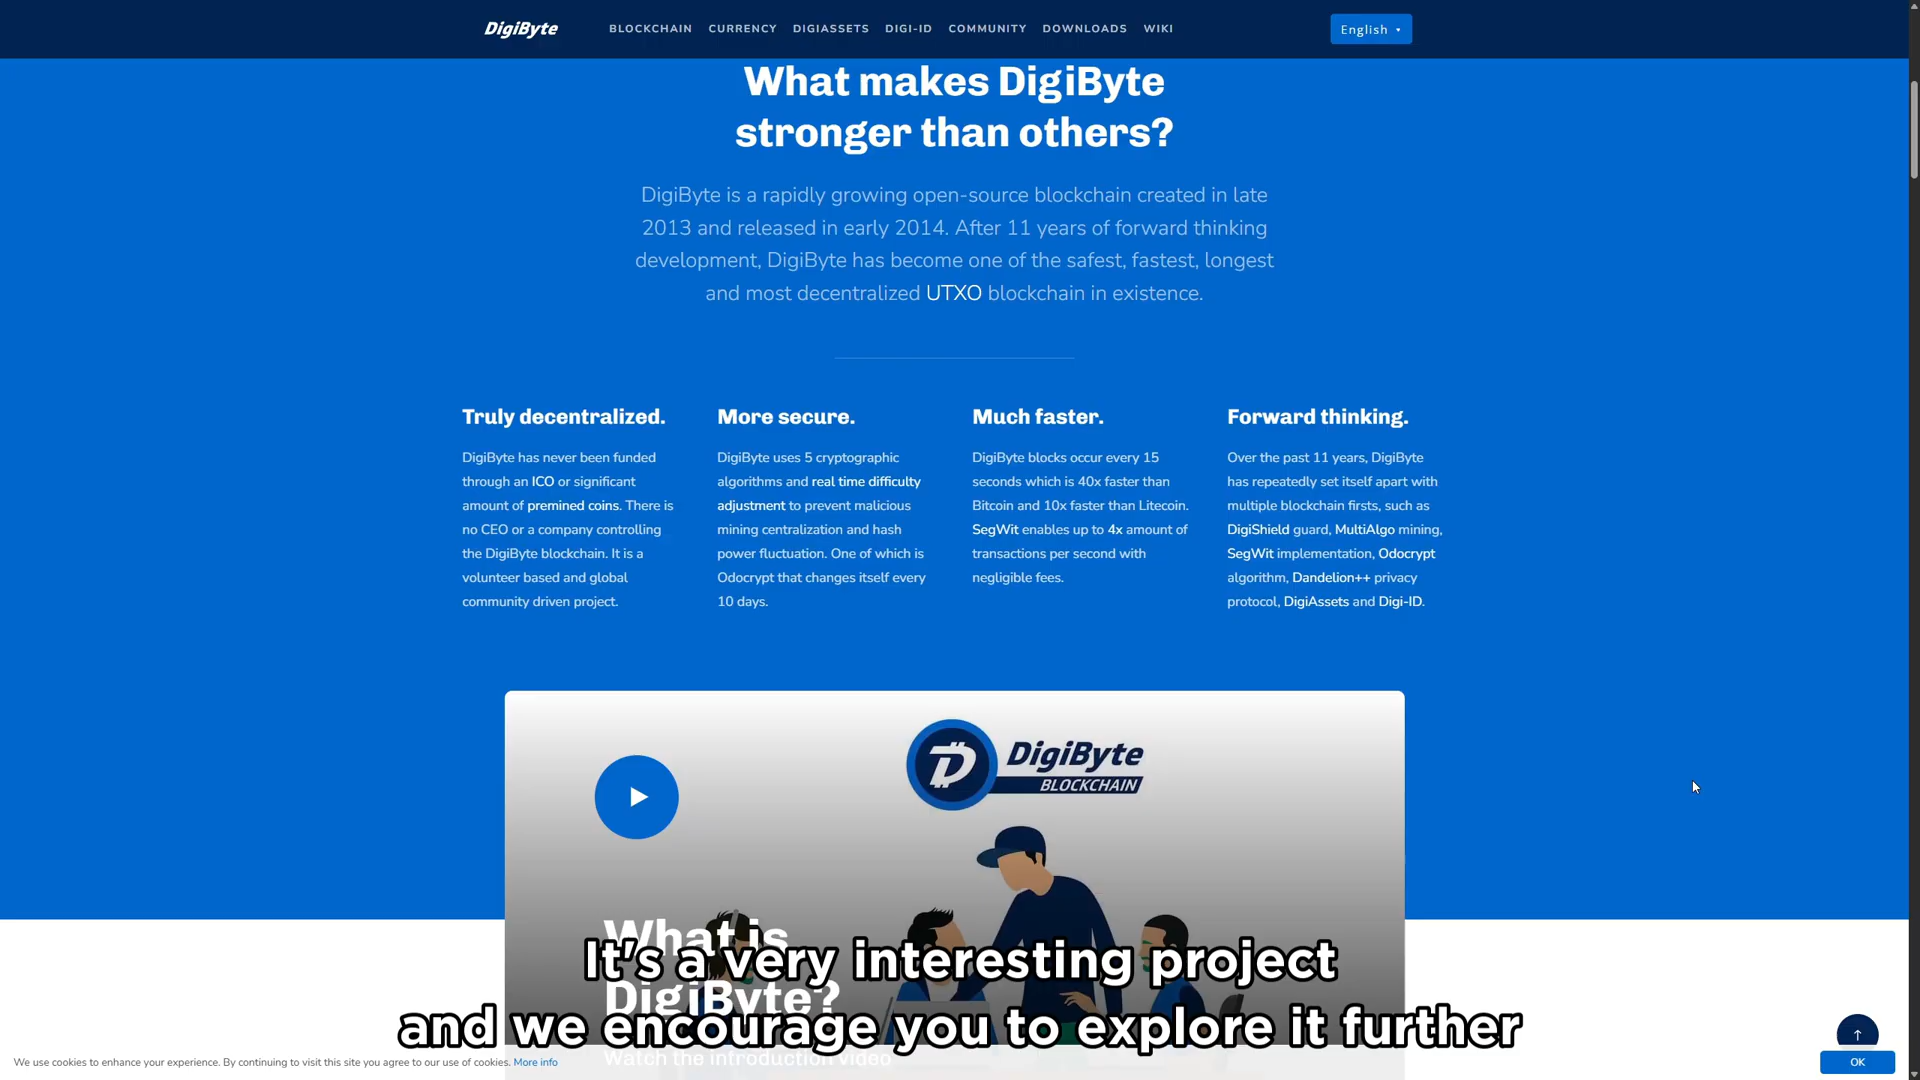 DigiByte
BLOCKCHAIN CURRENCY DIGIASSETS DIGI-ID COMMUNITY DOWNLOADS WIKI
English
What makes DigiByte
stronger than others?
DigiByte is a rapidly growing open-source blockchain created in late
2013 and released in early 2014. After 11 years of forward thinking
development, DigiByte has become one of the safest, fastest, longest
and most decentralized UTXO blockchain in existence.
Truly decentralized.
DigiByte has never been funded
through an ICO or significant
amount of premined coins. There is
no CEO or a company controlling
the DigiByte blockchain. It is a
volunteer based and global
community driven project.
More secure.
DigiByte uses 5 cryptographic
algorithms and real time difficulty
adjustment to prevent malicious
mining centralization and hash
power fluctuation. One of which is
Odocrypt that changes itself every
10 days.
Much faster.
DigiByte blocks occur every 15
seconds which is 40x faster than
Bitcoin and 10x faster than Litecoin.
SegWit enables up to 4x amount of
transactions per second with
negligible fees.
Forward thinking.
Over the past 11 years, DigiByte
has repeatedly set itself apart with
multiple blockchain firsts, such as
DigiShield guard, MultiAlgo mining,
SegWit implementation, Odocrypt
algorithm, Dandelion++ privacy
protocol, DigiAssets and Digi-ID.
DigiByte
BLOCKCHAIN
What is
DigiByte?
Watch the introduction video
It's a very interesting project
and we encourage you to explore it further
We use cookies to enhance your experience. By continuing to visit this site you agree to our use of cookies. More info
OK